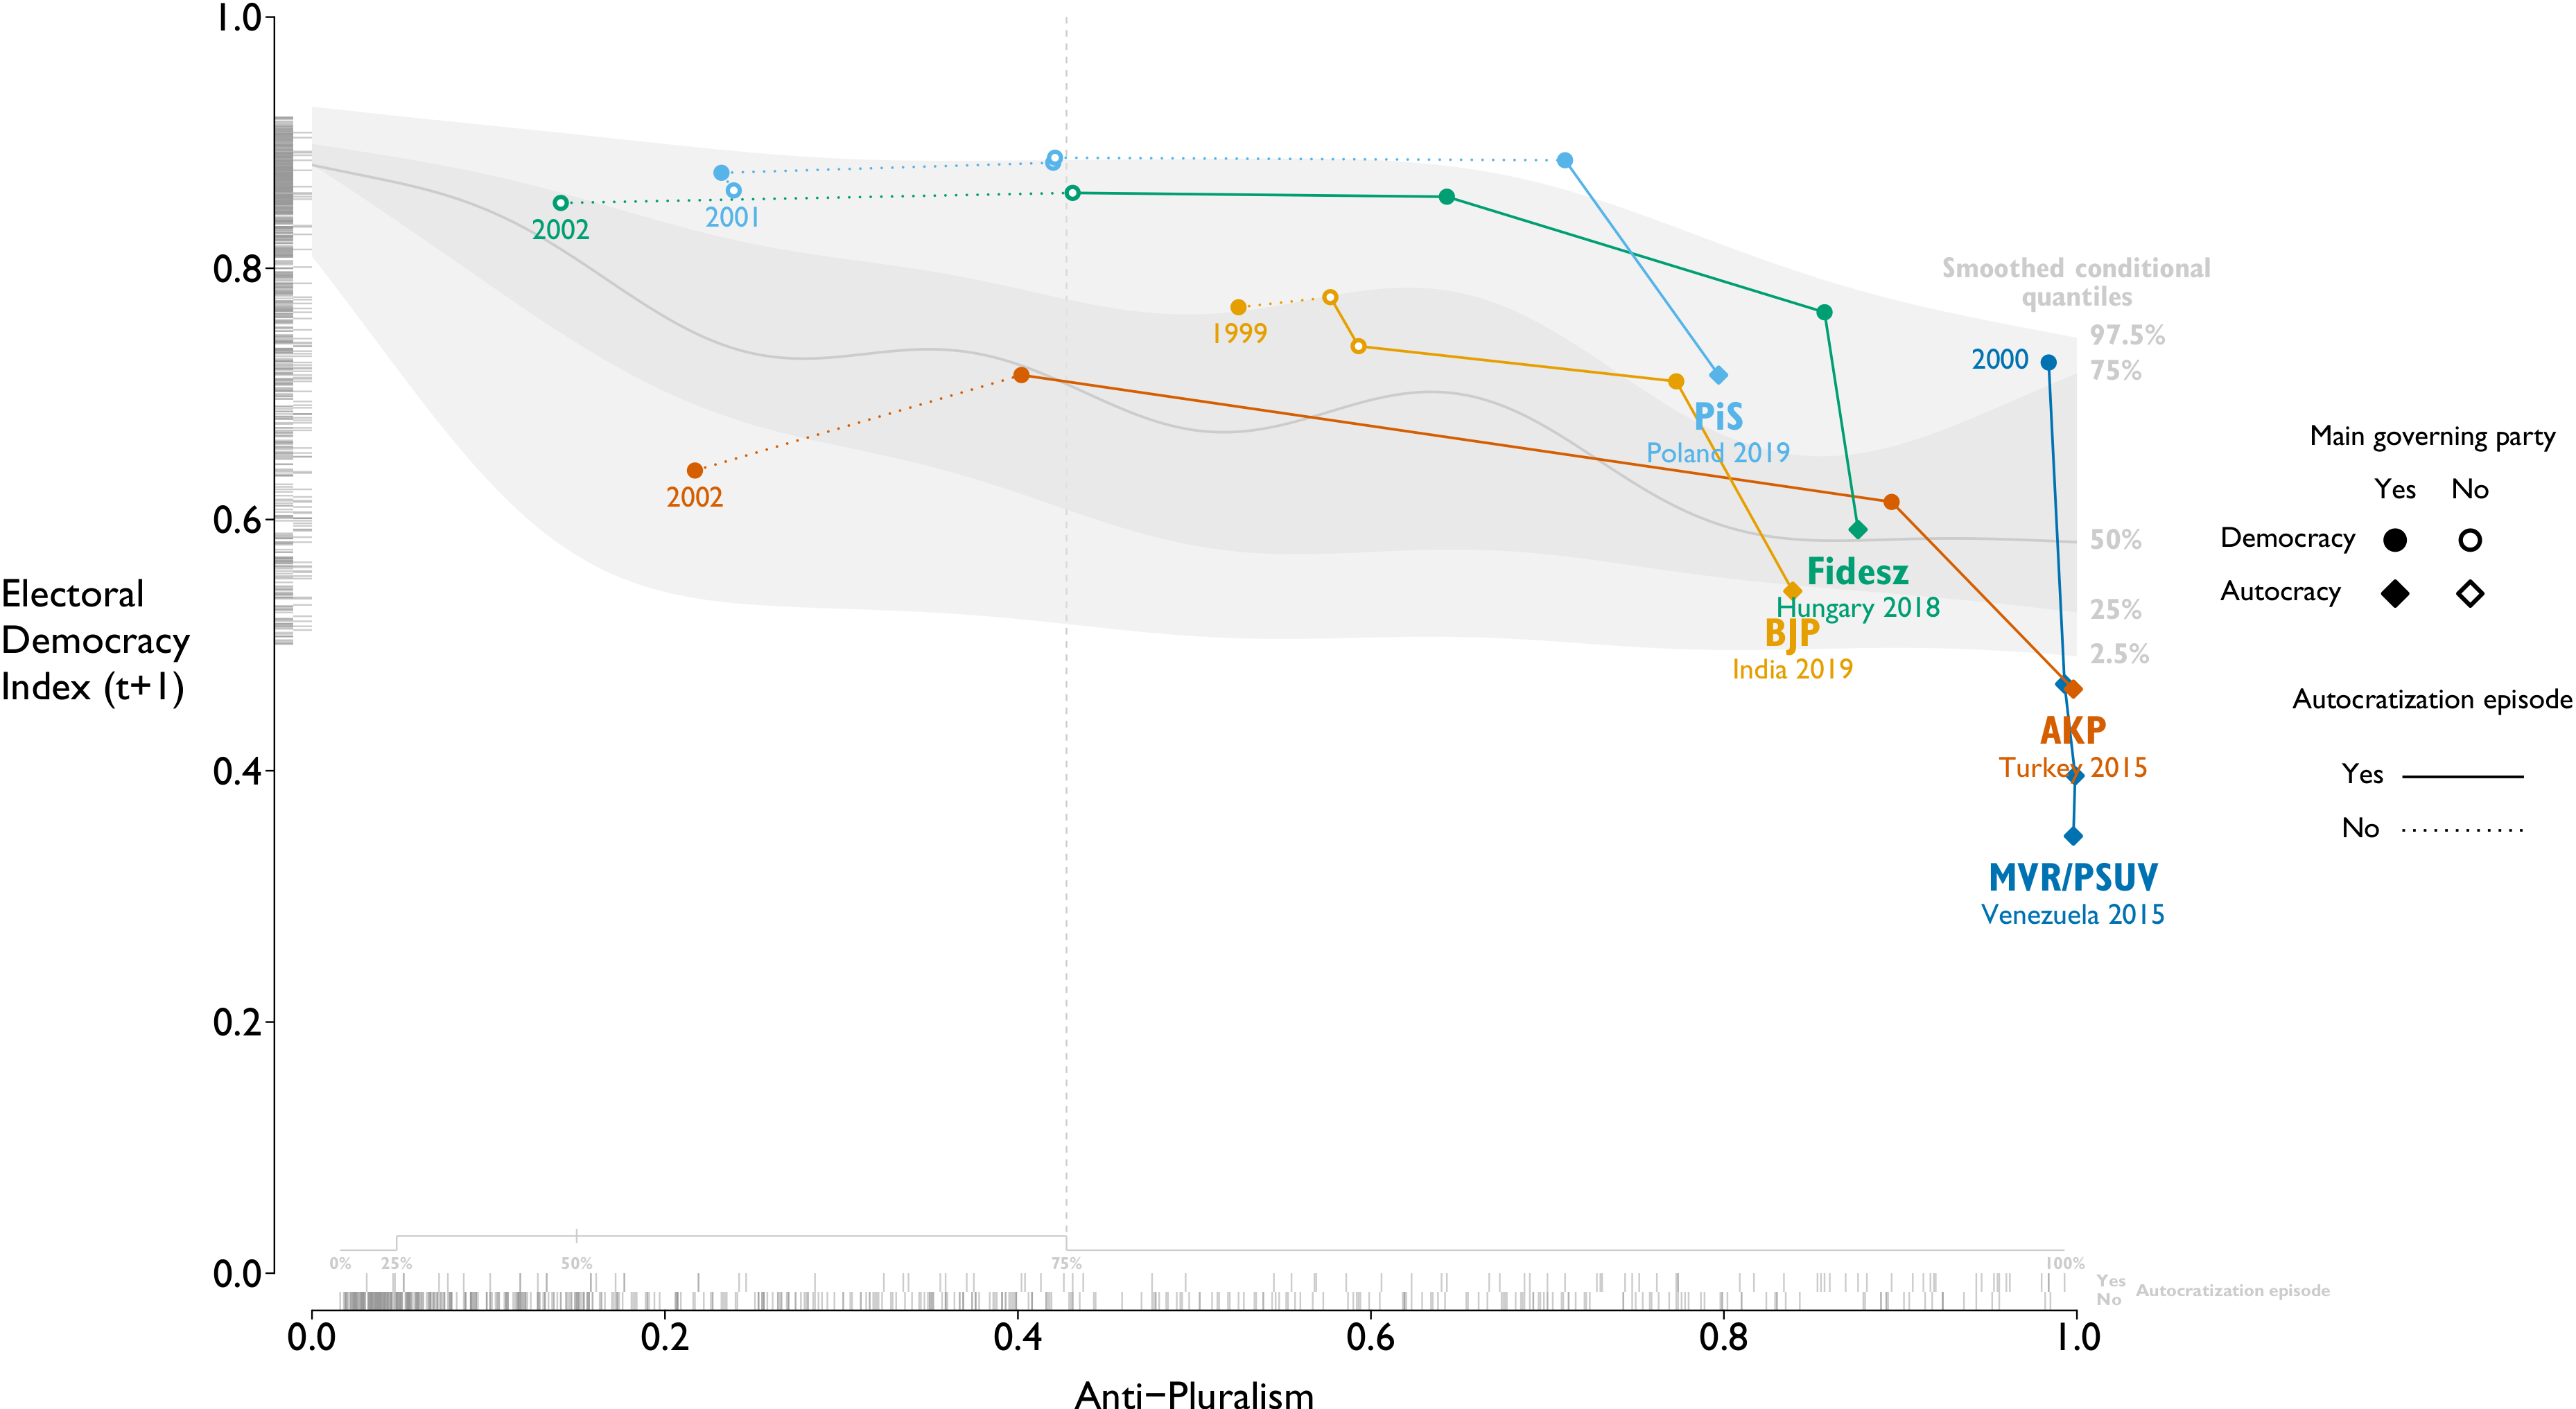 1.0
0.8
0.6
0.4
0.2
0.0
Electoral
Democracy
Index (t+1)
2002
2001
1999
2002
2000
Smoothed conditional
quantiles
97.5%
75%
50%
25%
2.5%
PiS
Poland 2019
Fidesz
Hungary 2018
BJP
India 2019
AKP
Turkey 2015
MVR/PSUV
Venezuela 2015
Main governing party
Yes No
Democracy
Autocracy
Autocratization episode
Yes
No
0% 25% 50% 75% 100%
Yes
No
Autocratization episode
0.0 0.2 0.4 0.6 0.8 1.0
Anti−Pluralism